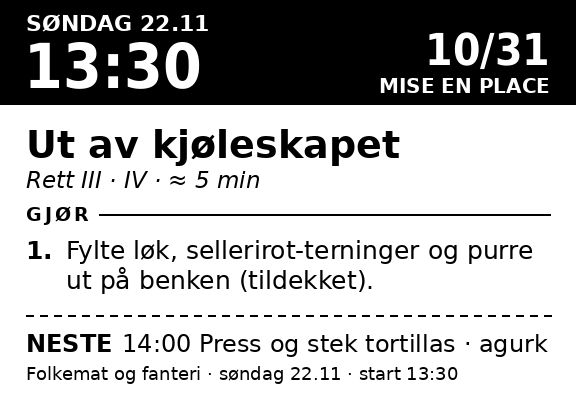 SØNDAG 22.11
13:30
10/31
MISE EN PLACE
Ut av kjøleskapet
Rett III · IV · ≈ 5 min
GJØR
1. Fylte løk, sellerirot-terninger og purre
ut på benken (tildekket).
NESTE 14:00 Press og stek tortillas · agurk
Folkemat og fanteri · søndag 22.11 · start 13:30